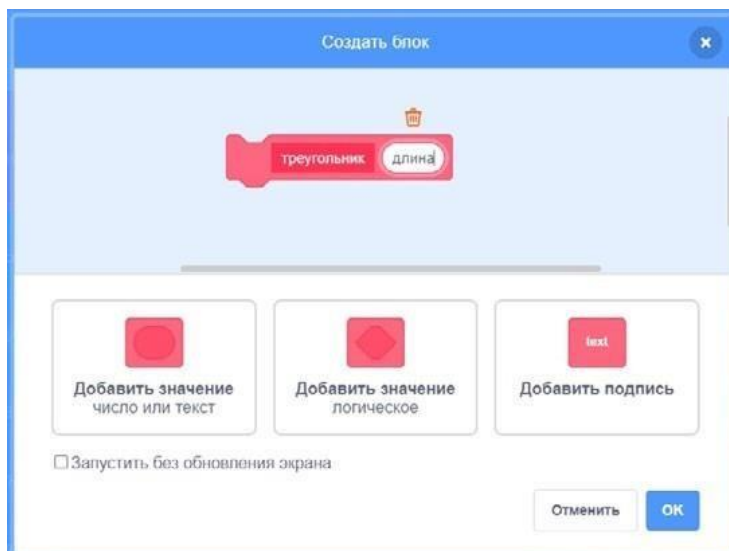 Создать блок
треугольник длина
text
Добавить значение
число или текст
Добавить значение
логическое
Добавить подпись
Запустить без обновления экрана
Отменить
ОК